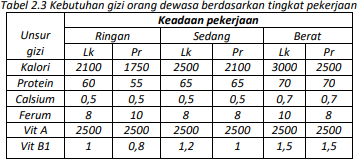 Tabel 2.3 Kebutuhan gizi orang dewasa berdasarkan tingkat pekerjaan
Unsur gizi Keadaan pekerjaan
Ringan Sedang Berat
Lk Pr Lk Pr Lk Pr
Kalori 2100 1750 2500 2100 3000 2500
Protein 60 55 65 65 70 70
Calsium 0,5 0,5 0,5 0,5 0,7 0,7
Ferum 8 10 8 8 10 8
Vit A 2500 2500 2500 2500 2500 2500
Vit B1 1 0,8 1,2 1 1,5 1,5